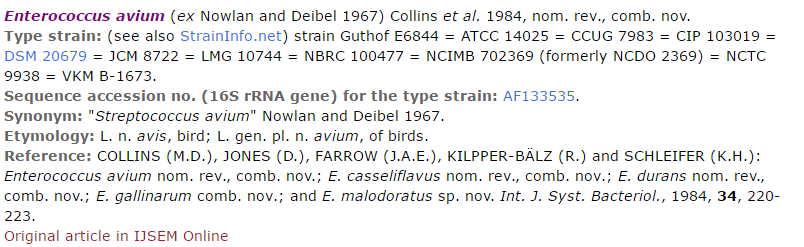 Enterococcus avium (ex Nowlan and Deibel 1967) Collins et al. 1984, nom. rev., comb. nov.
Type strain: (see also StrainInfo.net) strain Guthof E6844 = ATCC 14025 = CCUG 7983 = CIP 103019 =
DSM 20679 = JCM 8722 = LMG 10744 = NBRC 100477 = NCIMB 702369 (formerly NCDO 2369) = NCTC
9938 = VKM B-1673.
Sequence accession no. (16S rRNA gene) for the type strain: AF133535.
Synonym: "Streptococcus avium" Nowlan and Deibel 1967.
Etymology: L. n. avis, bird; L. gen. pl. n. avium, of birds.
Reference: COLLINS (M.D.), JONES (D.), FARROW (J.A.E.), KILPPER-BÄLZ (R.) and SCHLEIFER (K.H.):
Enterococcus avium nom. rev., comb. nov.; E. casseliflavus nom. rev., comb. nov.; E. durans nom. rev.,
comb. nov.; E. gallinarum comb. nov.; and E. malodoratus sp. nov. Int. J. Syst. Bacteriol., 1984, 34, 220-
223.
Original article in IJSEM Online